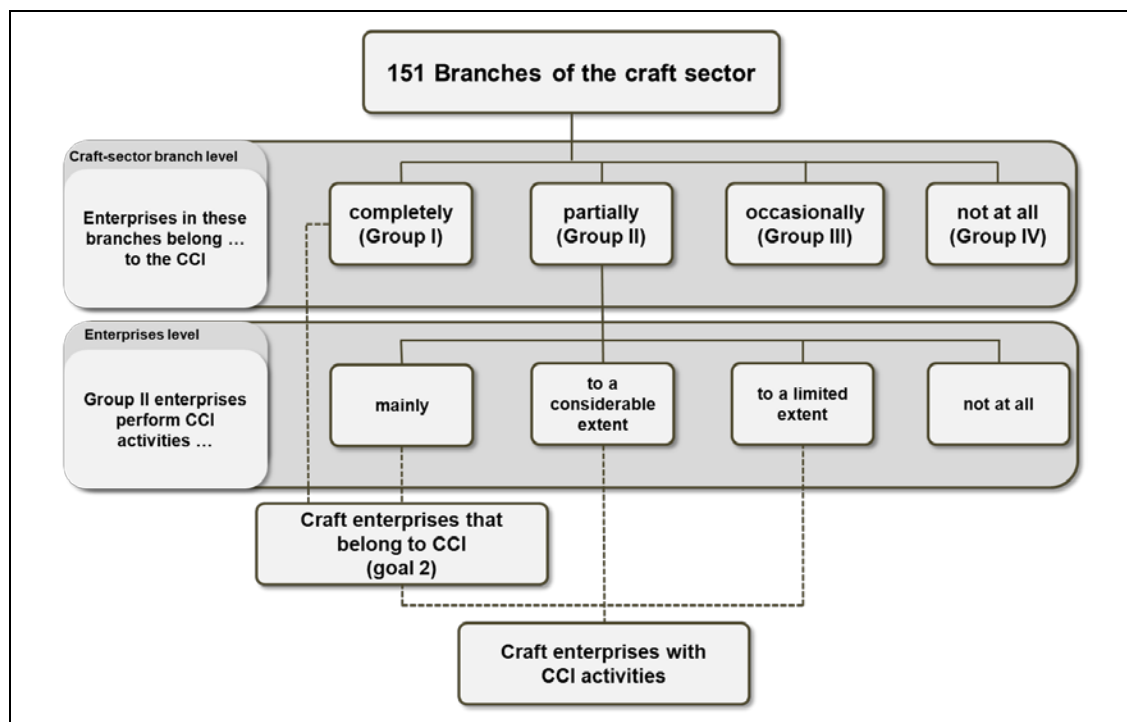 151 Branches of the craft sector
Craft-sector branch level
Enterprises in these
branches belong …
to the CCI
completely
(Group I)
partially
(Group II)
occasionally
(Group III)
not at all
(Group IV)
Enterprises level
Group II enterprises
perform CCI
activities …
mainly
to a
considerable
extent
to a limited
extent
not at all
Craft enterprises that
belong to CCI
(goal 2)
Craft enterprises with
CCI activities